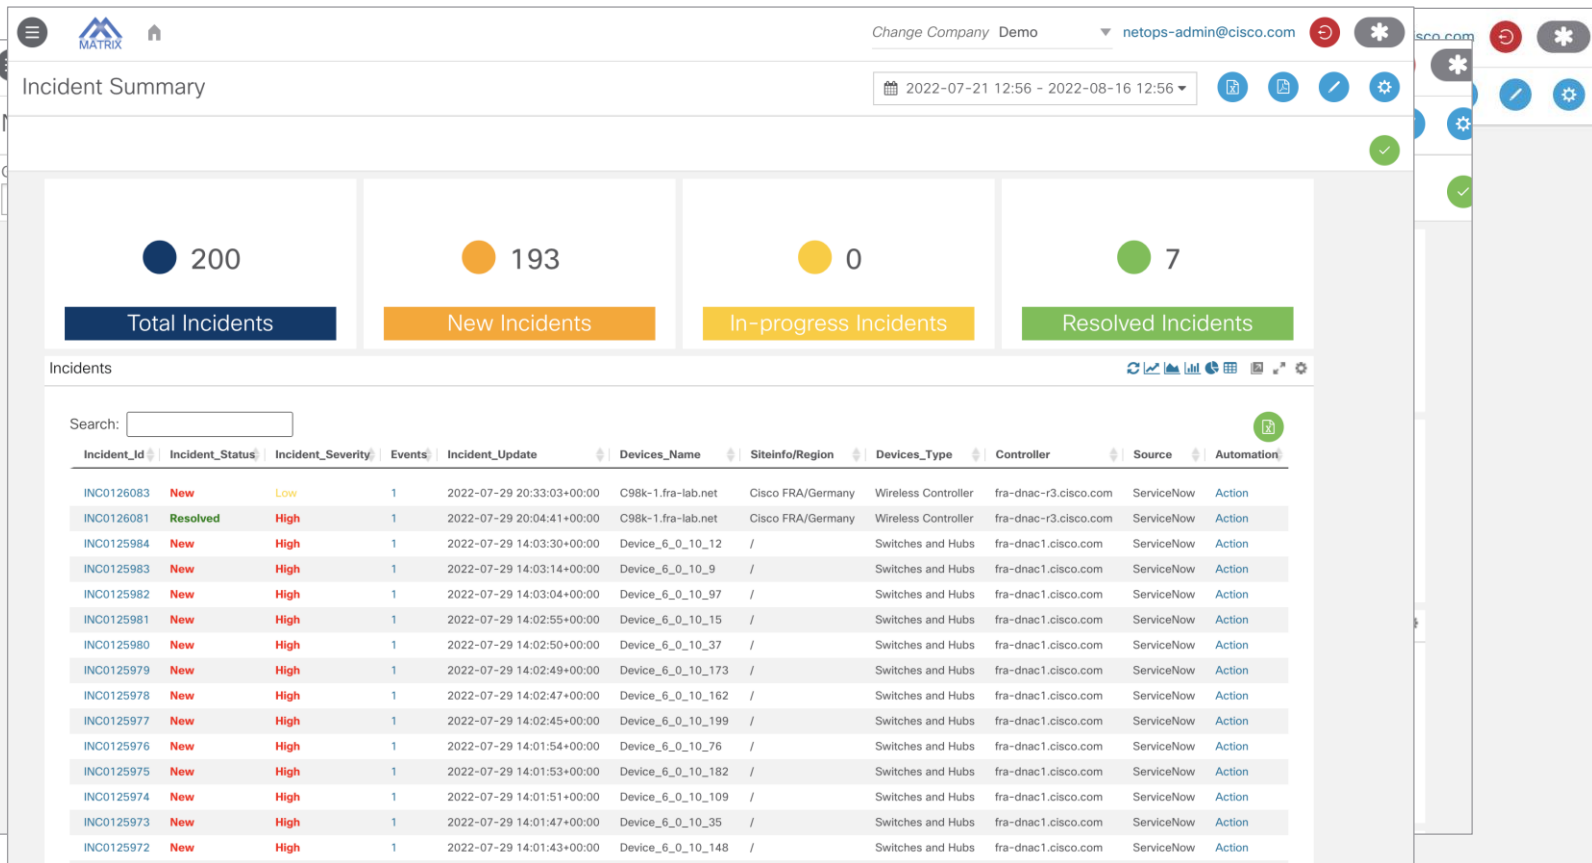 MATRIX
Change Company Demo
netops-admin@cisco.com
sco.com
Incident Summary
2022-07-21 12:56 - 2022-08-16 12:56
200
193
0
7
Total Incidents
New Incidents
In-progress Incidents
Resolved Incidents
Incidents
Search:
Incident_Id Incident_Status Incident_Severity Events Incident_Update Devices_Name Siteinfo/Region Devices_Type Controller Source Automation
INC0126083 New Low 1 2022-07-29 20:33:03+00:00 C98k-1.fra-lab.net Cisco FRA/Germany Wireless Controller fra-dnac-r3.cisco.com ServiceNow Action
INC0126081 Resolved High 1 2022-07-29 20:04:41+00:00 C98k-1.fra-lab.net Cisco FRA/Germany Wireless Controller fra-dnac-r3.cisco.com ServiceNow Action
INC0125984 New High 1 2022-07-29 14:03:30+00:00 Device_6_0_10_12 / Switches and Hubs fra-dnac1.cisco.com ServiceNow Action
INC0125983 New High 1 2022-07-29 14:03:14+00:00 Device_6_0_10_9 / Switches and Hubs fra-dnac1.cisco.com ServiceNow Action
INC0125982 New High 1 2022-07-29 14:03:04+00:00 Device_6_0_10_97 / Switches and Hubs fra-dnac1.cisco.com ServiceNow Action
INC0125981 New High 1 2022-07-29 14:02:55+00:00 Device_6_0_10_15 / Switches and Hubs fra-dnac1.cisco.com ServiceNow Action
INC0125980 New High 1 2022-07-29 14:02:50+00:00 Device_6_0_10_37 / Switches and Hubs fra-dnac1.cisco.com ServiceNow Action
INC0125979 New High 1 2022-07-29 14:02:49+00:00 Device_6_0_10_173 / Switches and Hubs fra-dnac1.cisco.com ServiceNow Action
INC0125978 New High 1 2022-07-29 14:02:47+00:00 Device_6_0_10_162 / Switches and Hubs fra-dnac1.cisco.com ServiceNow Action
INC0125977 New High 1 2022-07-29 14:02:45+00:00 Device_6_0_10_199 / Switches and Hubs fra-dnac1.cisco.com ServiceNow Action
INC0125976 New High 1 2022-07-29 14:01:54+00:00 Device_6_0_10_76 / Switches and Hubs fra-dnac1.cisco.com ServiceNow Action
INC0125975 New High 1 2022-07-29 14:01:53+00:00 Device_6_0_10_182 / Switches and Hubs fra-dnac1.cisco.com ServiceNow Action
INC0125974 New High 1 2022-07-29 14:01:51+00:00 Device_6_0_10_109 / Switches and Hubs fra-dnac1.cisco.com ServiceNow Action
INC0125973 New High 1 2022-07-29 14:01:47+00:00 Device_6_0_10_35 / Switches and Hubs fra-dnac1.cisco.com ServiceNow Action
INC0125972 New High 1 2022-07-29 14:01:43+00:00 Device_6_0_10_148 / Switches and Hubs fra-dnac1.cisco.com ServiceNow Action